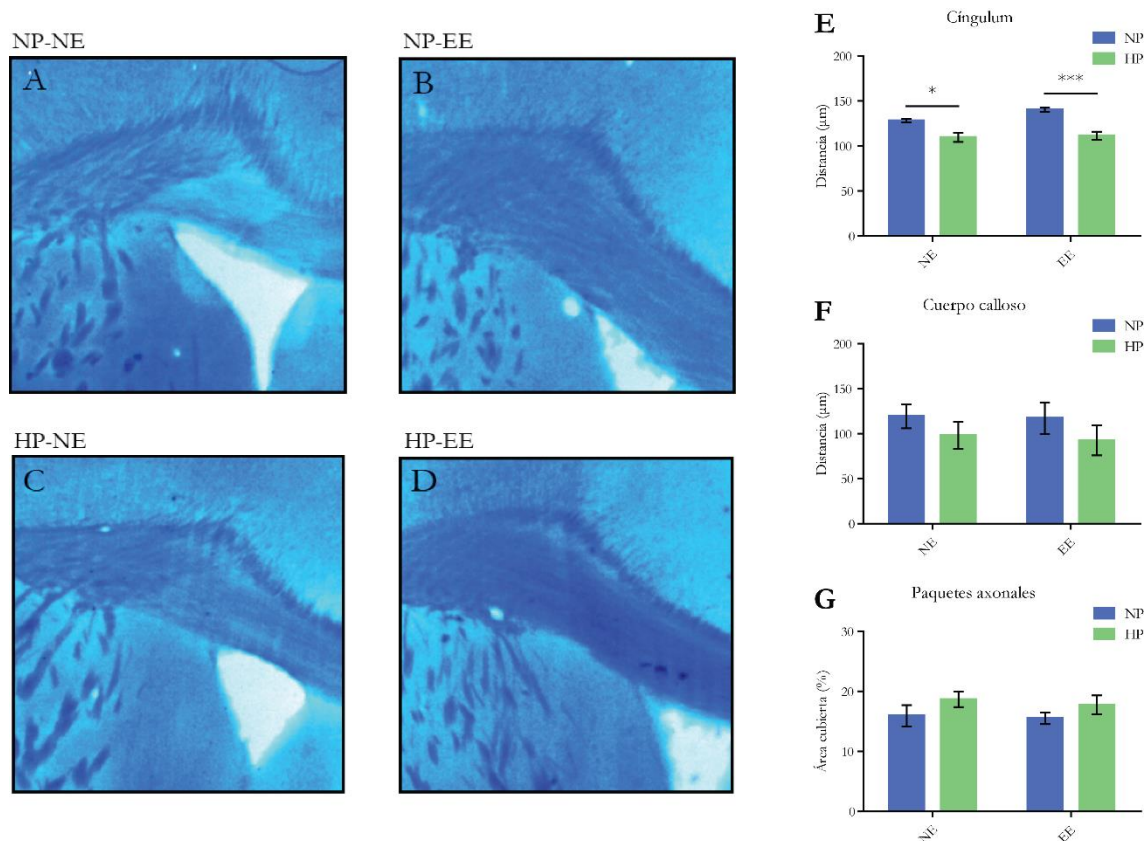 NP-NE
A
NP-EE
B
HP-NE
C
HP-EE
D
E
Cíngulum
NP
HP
Distancia (μm)
200
150
100
50
0
*
***
NE
EE
F
Cuerpo calloso
NP
HP
Distancia (μm)
200
150
100
50
0
NE
EE
G
Paquetes axonales
NP
HP
Área cubierta (%)
30
20
10
0
NE
EE